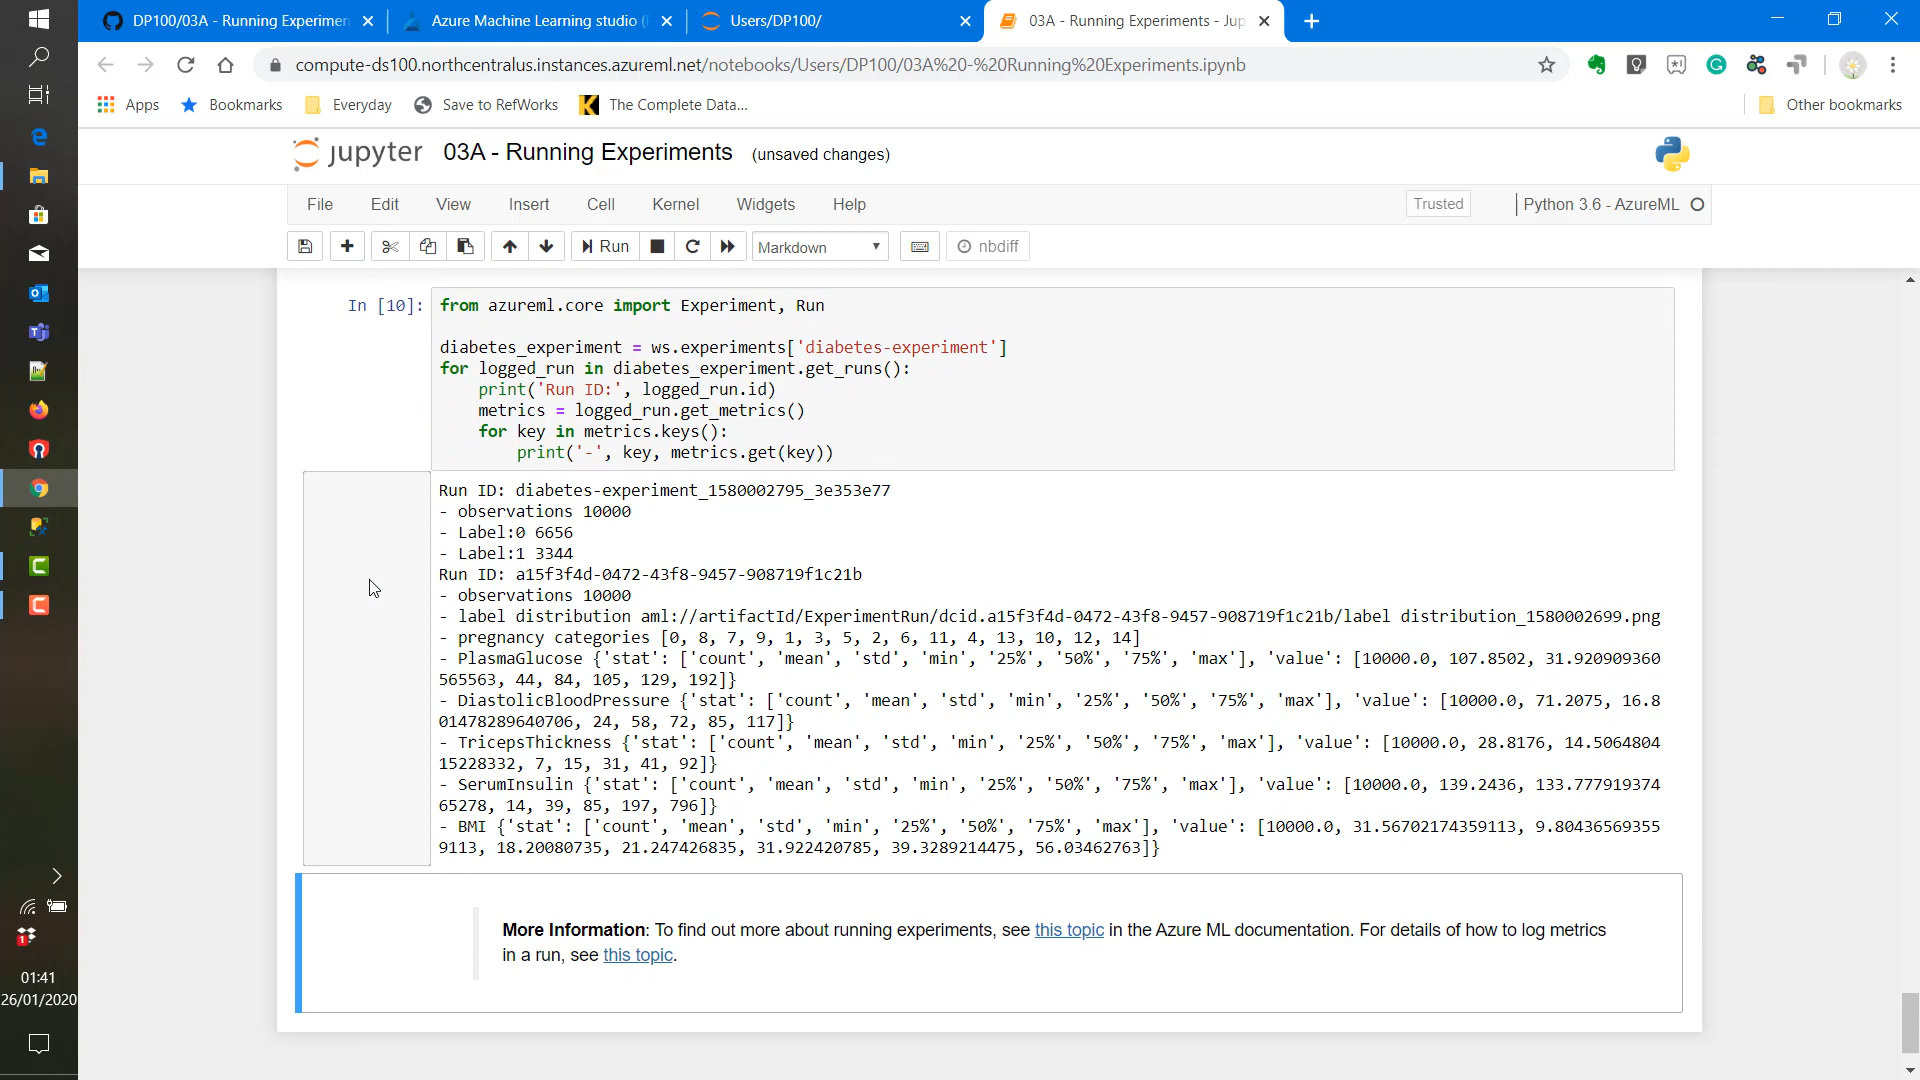 DP100/03A - Running Experimen
Azure Machine Learning studio (
Users/DP100/
03A - Running Experiments - Jup
compute-ds100.northcentralus.instances.azureml.net/notebooks/Users/DP100/03A%20-%20Running%20Experiments.ipynb
Apps
Bookmarks
Everyday
Save to RefWorks
The Complete Data...
Other bookmarks
jupyter
03A - Running Experiments
(unsaved changes)
File Edit View Insert Cell Kernel Widgets Help
Trusted
Python 3.6 - AzureML
Run
Markdown
nbdiff
In [10]:
from azureml.core import Experiment, Run
diabetes_experiment = ws.experiments['diabetes-experiment']
for logged_run in diabetes_experiment.get_runs():
    print('Run ID:', logged_run.id)
    metrics = logged_run.get_metrics()
    for key in metrics.keys():
        print('-', key, metrics.get(key))
Run ID: diabetes-experiment_1580002795_3e353e77
- observations 10000
- Label:0 6656
- Label:1 3344
Run ID: a15f3f4d-0472-43f8-9457-908719f1c21b
- observations 10000
- label distribution aml://artifactId/ExperimentRun/dcid.a15f3f4d-0472-43f8-9457-908719f1c21b/label distribution_1580002699.png
- pregnancy categories [0, 8, 7, 9, 1, 3, 5, 2, 6, 11, 4, 13, 10, 12, 14]
- PlasmaGlucose {'stat': ['count', 'mean', 'std', 'min', '25%', '50%', '75%', 'max'], 'value': [10000.0, 107.8502, 31.920909360
565563, 44, 84, 105, 129, 192]}
- DiastolicBloodPressure {'stat': ['count', 'mean', 'std', 'min', '25%', '50%', '75%', 'max'], 'value': [10000.0, 71.2075, 16.8
01478289640706, 24, 58, 72, 85, 117]}
- TricepsThickness {'stat': ['count', 'mean', 'std', 'min', '25%', '50%', '75%', 'max'], 'value': [10000.0, 28.8176, 14.5064804
15228332, 7, 15, 31, 41, 92]}
- SerumInsulin {'stat': ['count', 'mean', 'std', 'min', '25%', '50%', '75%', 'max'], 'value': [10000.0, 139.2436, 133.777919374
65278, 14, 39, 85, 197, 796]}
- BMI {'stat': ['count', 'mean', 'std', 'min', '25%', '50%', '75%', 'max'], 'value': [10000.0, 31.56702174359113, 9.80436569355
9113, 18.20080735, 21.247426835, 31.922420785, 39.3289214475, 56.03462763]}
More Information: To find out more about running experiments, see this topic in the Azure ML documentation. For details of how to log metrics
in a run, see this topic.
1
01:41
26/01/2020